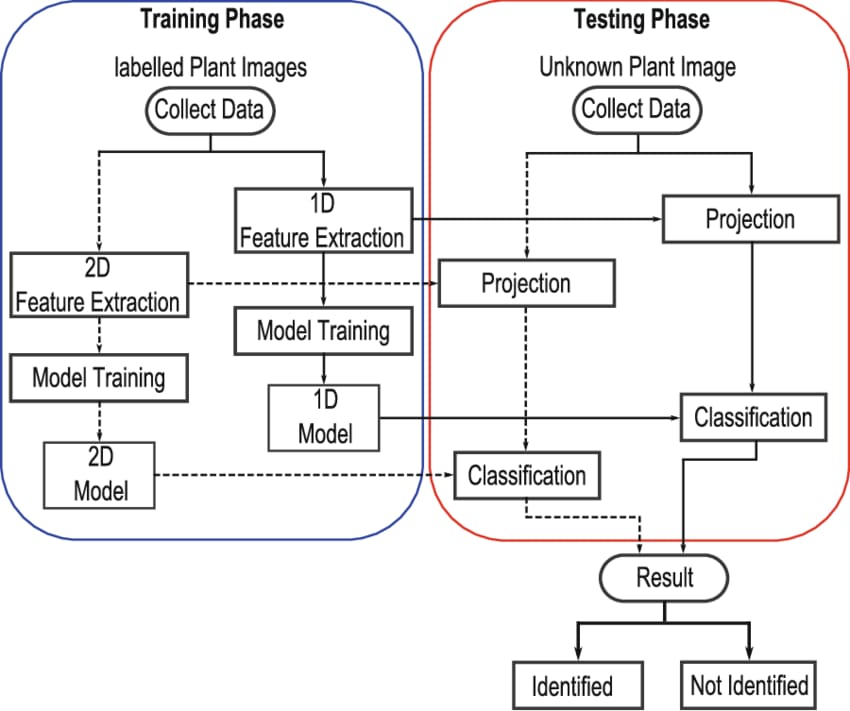 Training Phase
labelled Plant Images
Collect Data
1D
Feature Extraction
2D
Feature Extraction
Model Training
Model Training
1D
Model
2D
Model
Testing Phase
Unknown Plant Image
Collect Data
Projection
Projection
Classification
Classification
Result
Identified
Not Identified